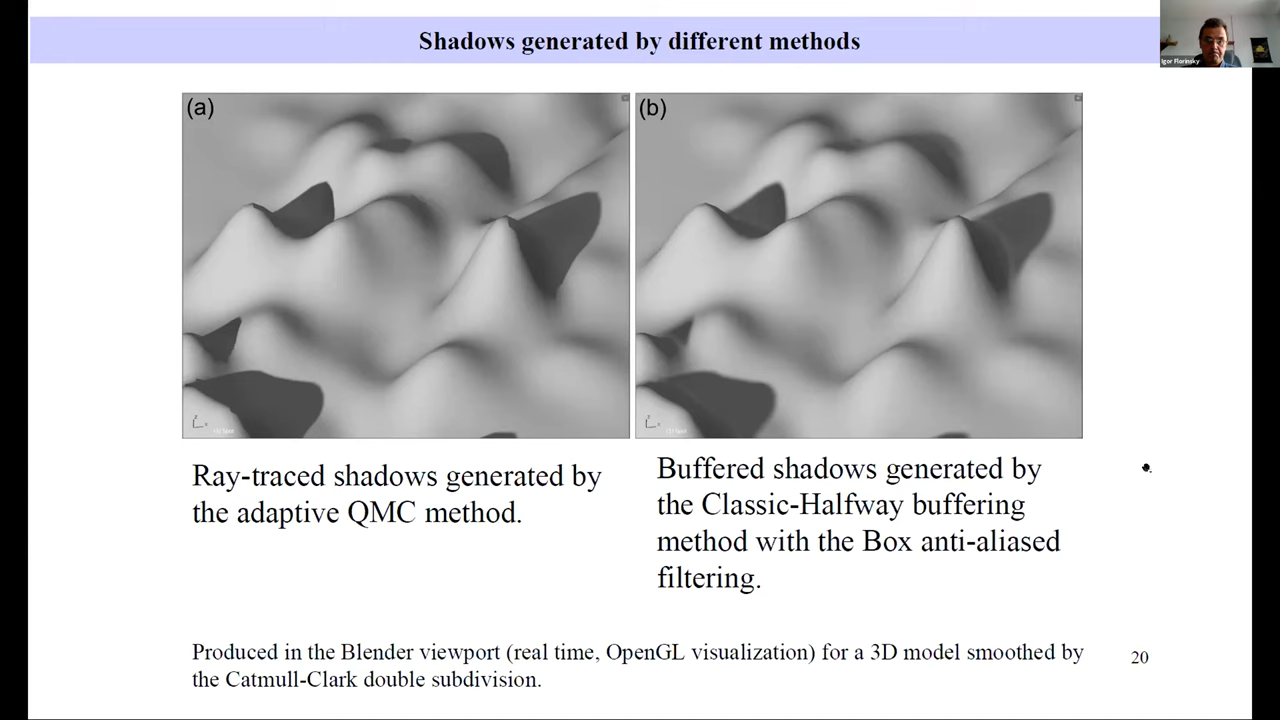 Shadows generated by different methods
Igor Florinsky
(a)
(b)
Ray-traced shadows generated by
the adaptive QMC method.
Buffered shadows generated by
the Classic-Halfway buffering
method with the Box anti-aliased
filtering.
Produced in the Blender viewport (real time, OpenGL visualization) for a 3D model smoothed by
the Catmull-Clark double subdivision.
20